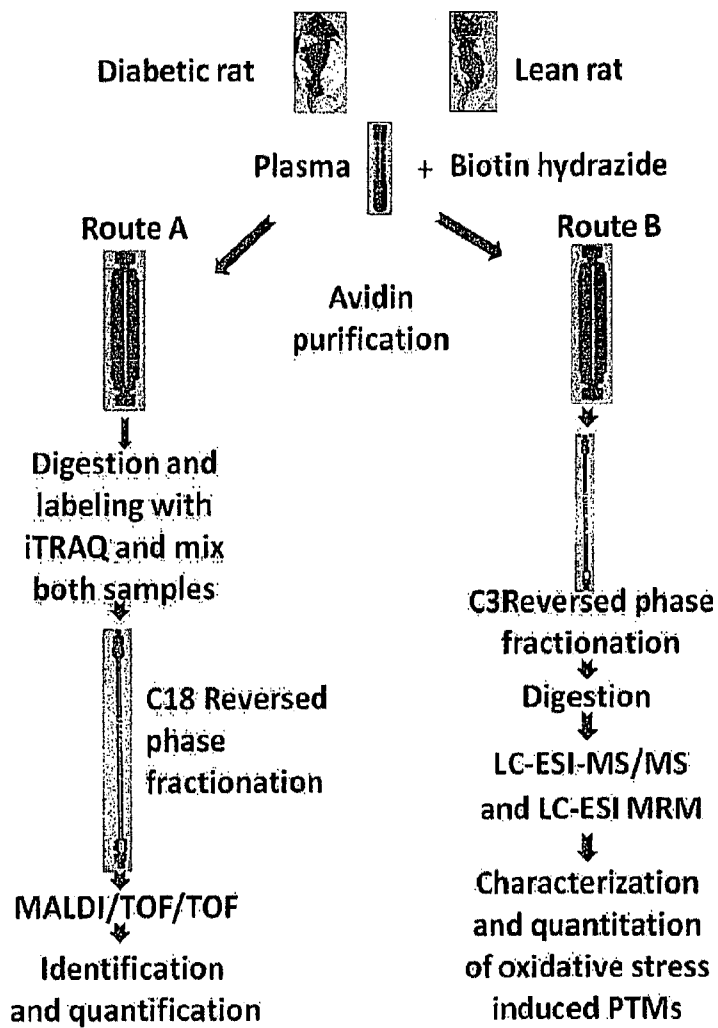 Diabetic rat
Lean rat
Plasma + Biotin hydrazide
Route A
Route B
Avidin
purification
Digestion and
labeling with
iTRAQ and mix
both samples
C18 Reversed
phase
fractionation
MALDI/TOF/TOF
Identification
and quantification
C3Reversed phase
fractionation
Digestion
LC-ESI-MS/MS
and LC-ESI MRM
Characterization
and quantitation
of oxidative stress
induced PTMs